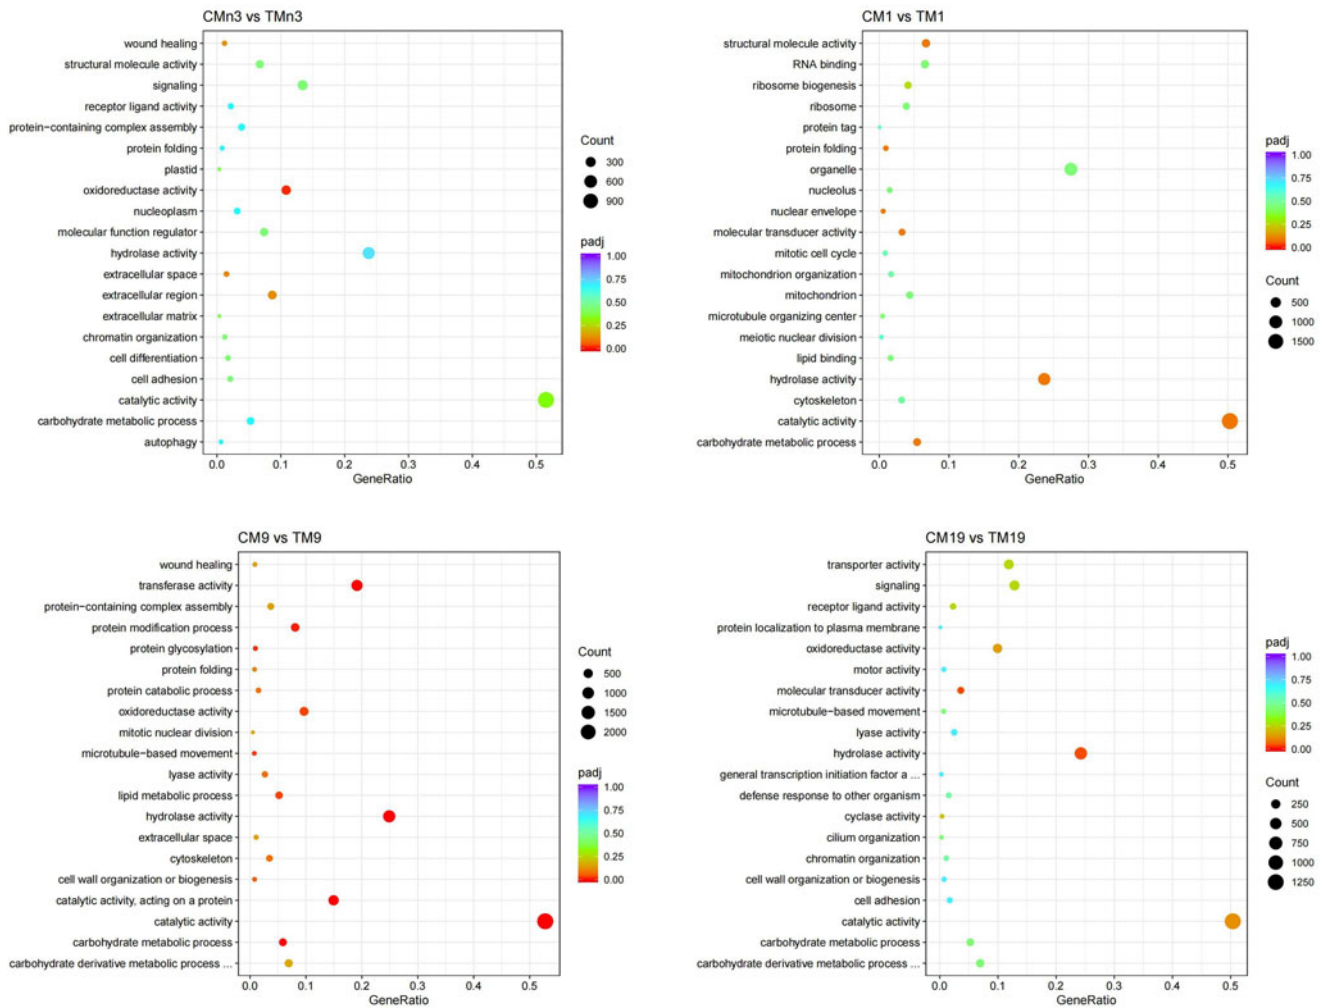 CMn3 vs TMn3
wound healing
structural molecule activity
signaling
receptor ligand activity
protein−containing complex assembly
protein folding
plastid
oxidoreductase activity
nucleoplasm
molecular function regulator
hydrolase activity
extracellular space
extracellular region
extracellular matrix
chromatin organization
cell differentiation
cell adhesion
catalytic activity
carbohydrate metabolic process
autophagy
0.0 0.1 0.2 0.3 0.4 0.5
GeneRatio
Count
300
600
900
padj
1.00
0.75
0.50
0.25
0.00
CM1 vs TM1
structural molecule activity
RNA binding
ribosome biogenesis
ribosome
protein tag
protein folding
organelle
nucleolus
nuclear envelope
molecular transducer activity
mitotic cell cycle
mitochondrion organization
mitochondrion
microtubule organizing center
meiotic nuclear division
lipid binding
hydrolase activity
cytoskeleton
catalytic activity
carbohydrate metabolic process
0.0 0.1 0.2 0.3 0.4 0.5
GeneRatio
padj
1.00
0.75
0.50
0.25
0.00
Count
500
1000
1500
CM9 vs TM9
wound healing
transferase activity
protein−containing complex assembly
protein modification process
protein glycosylation
protein folding
protein catabolic process
oxidoreductase activity
mitotic nuclear division
microtubule−based movement
lyase activity
lipid metabolic process
hydrolase activity
extracellular space
cytoskeleton
cell wall organization or biogenesis
catalytic activity, acting on a protein
catalytic activity
carbohydrate metabolic process
carbohydrate derivative metabolic process ...
0.0 0.1 0.2 0.3 0.4 0.5
GeneRatio
Count
500
1000
1500
2000
padj
1.00
0.75
0.50
0.25
0.00
CM19 vs TM19
transporter activity
signaling
receptor ligand activity
protein localization to plasma membrane
oxidoreductase activity
motor activity
molecular transducer activity
microtubule−based movement
lyase activity
hydrolase activity
general transcription initiation factor a ...
defense response to other organism
cyclase activity
cilium organization
chromatin organization
cell wall organization or biogenesis
cell adhesion
catalytic activity
carbohydrate metabolic process
carbohydrate derivative metabolic process ...
0.0 0.1 0.2 0.3 0.4 0.5
GeneRatio
padj
1.00
0.75
0.50
0.25
0.00
Count
250
500
750
1000
1250